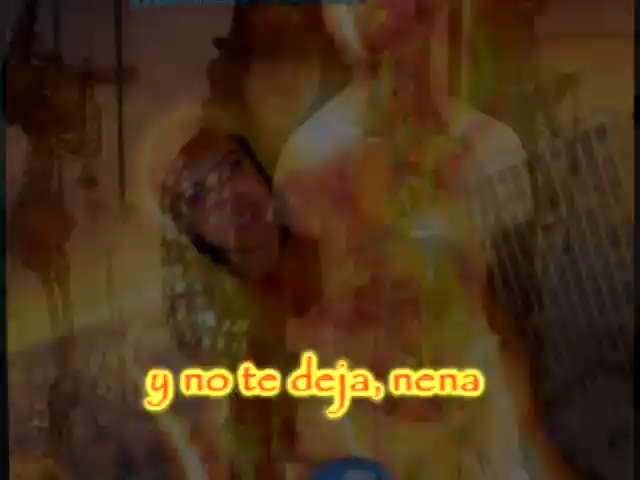 y no te deja, nena